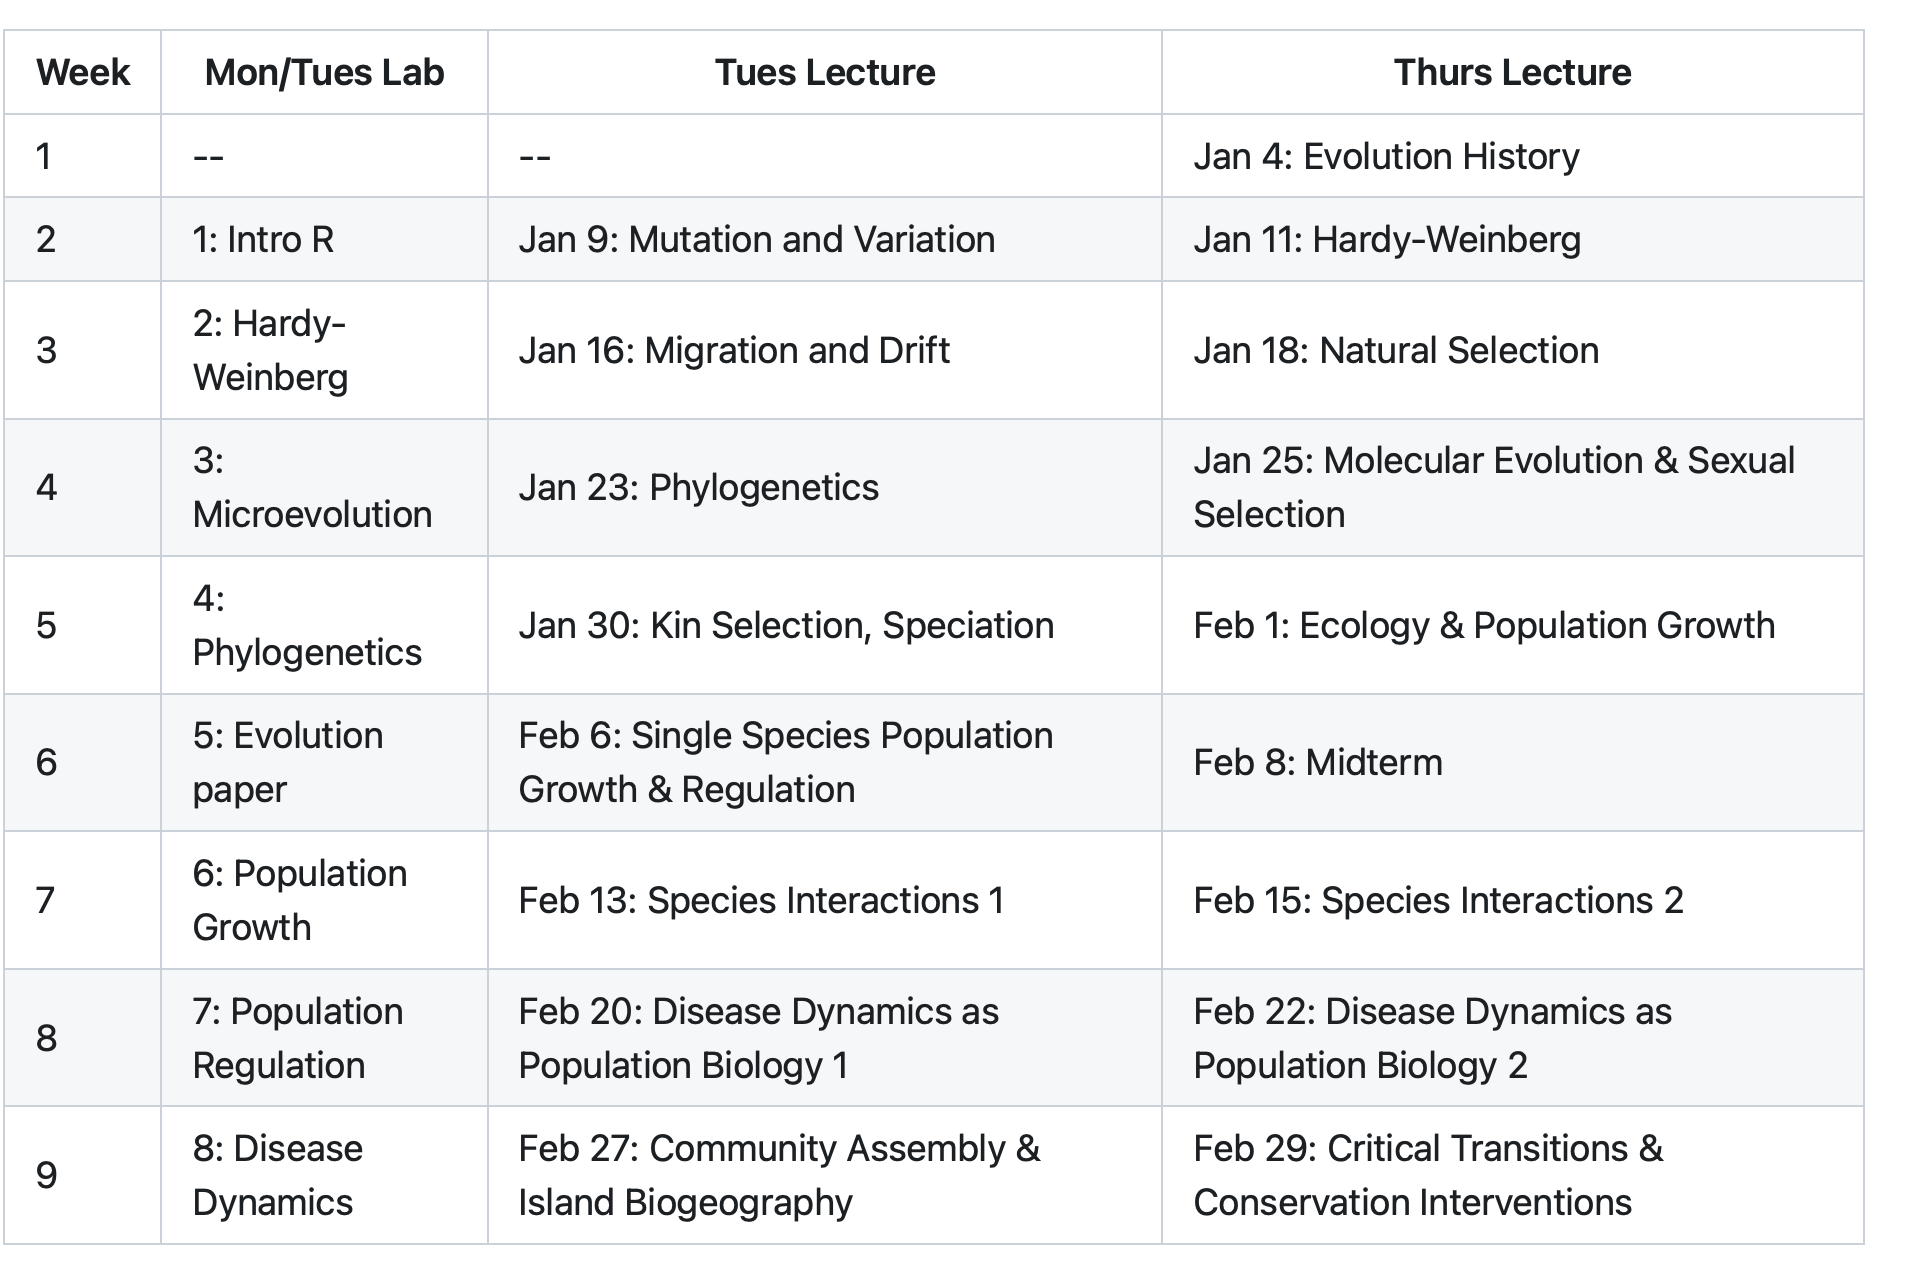 Week Mon/Tues Lab Tues Lecture Thurs Lecture
1 -- -- Jan 4: Evolution History
2 1: Intro R Jan 9: Mutation and Variation Jan 11: Hardy-Weinberg
3 2: Hardy-
Weinberg Jan 16: Migration and Drift Jan 18: Natural Selection
4 3:
Microevolution Jan 23: Phylogenetics Jan 25: Molecular Evolution & Sexual
Selection
5 4:
Phylogenetics Jan 30: Kin Selection, Speciation Feb 1: Ecology & Population Growth
6 5: Evolution
paper Feb 6: Single Species Population
Growth & Regulation Feb 8: Midterm
7 6: Population
Growth Feb 13: Species Interactions 1 Feb 15: Species Interactions 2
8 7: Population
Regulation Feb 20: Disease Dynamics as
Population Biology 1 Feb 22: Disease Dynamics as
Population Biology 2
9 8: Disease
Dynamics Feb 27: Community Assembly &
Island Biogeography Feb 29: Critical Transitions &
Conservation Interventions